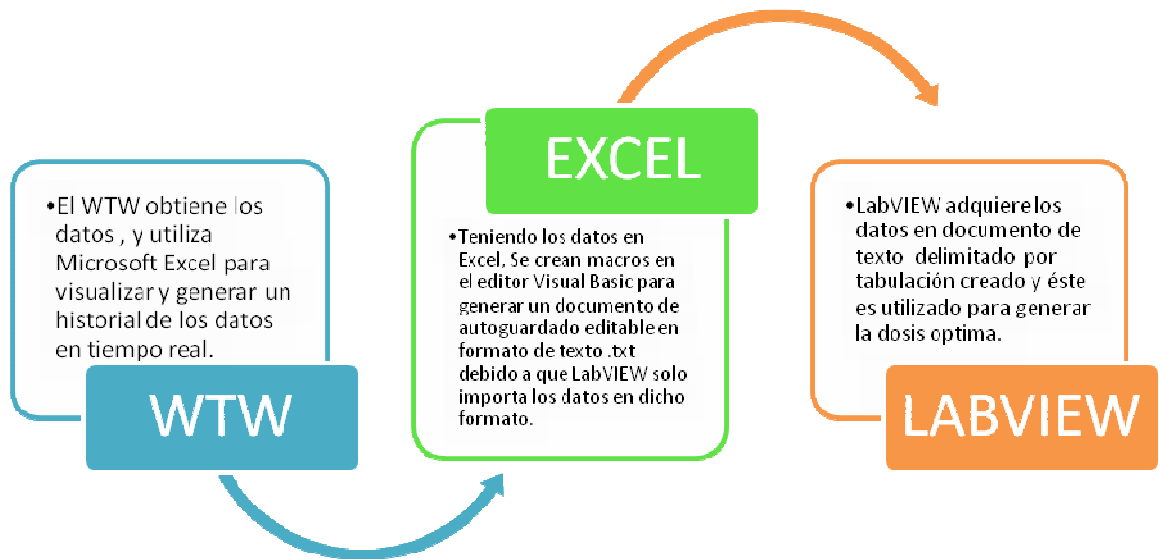 •El WTW obtiene los
datos , y utiliza
Microsoft Excel para
visualizar y generar un
historial de los datos
en tiempo real.
WTW
EXCEL
•Teniendo los datos en
Excel, Se crean macros en
el editor Visual Basic para
generar un documento de
autoguardado editable en
formato de texto .txt
debido a que LabVIEW solo
importa los datos en dicho
formato.
•LabVIEW adquiere los
datos en documento de
texto delimitado por
tabulación creado y éste
es utilizado para generar
la dosis optima.
LABVIEW